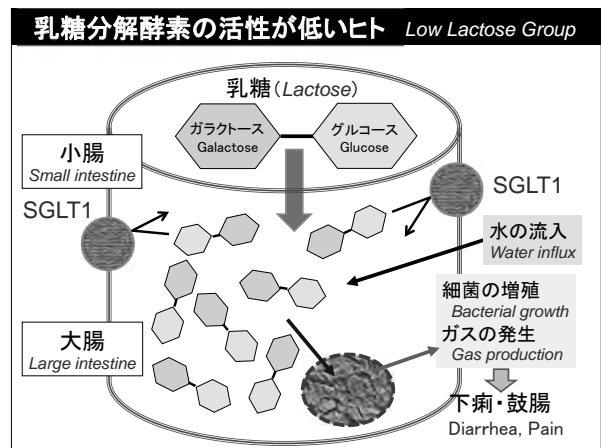 乳糖分解酵素の活性が低いヒト Low Lactose Group
乳糖(Lactose)
ガラクトース
Galactose
グルコース
Glucose
小腸
Small intestine
SGLT1
SGLT1
水の流入
Water influx
細菌の増殖
Bacterial growth
ガスの発生
Gas production
大腸
Large intestine
下痢・鼓腸
Diarrhea, Pain